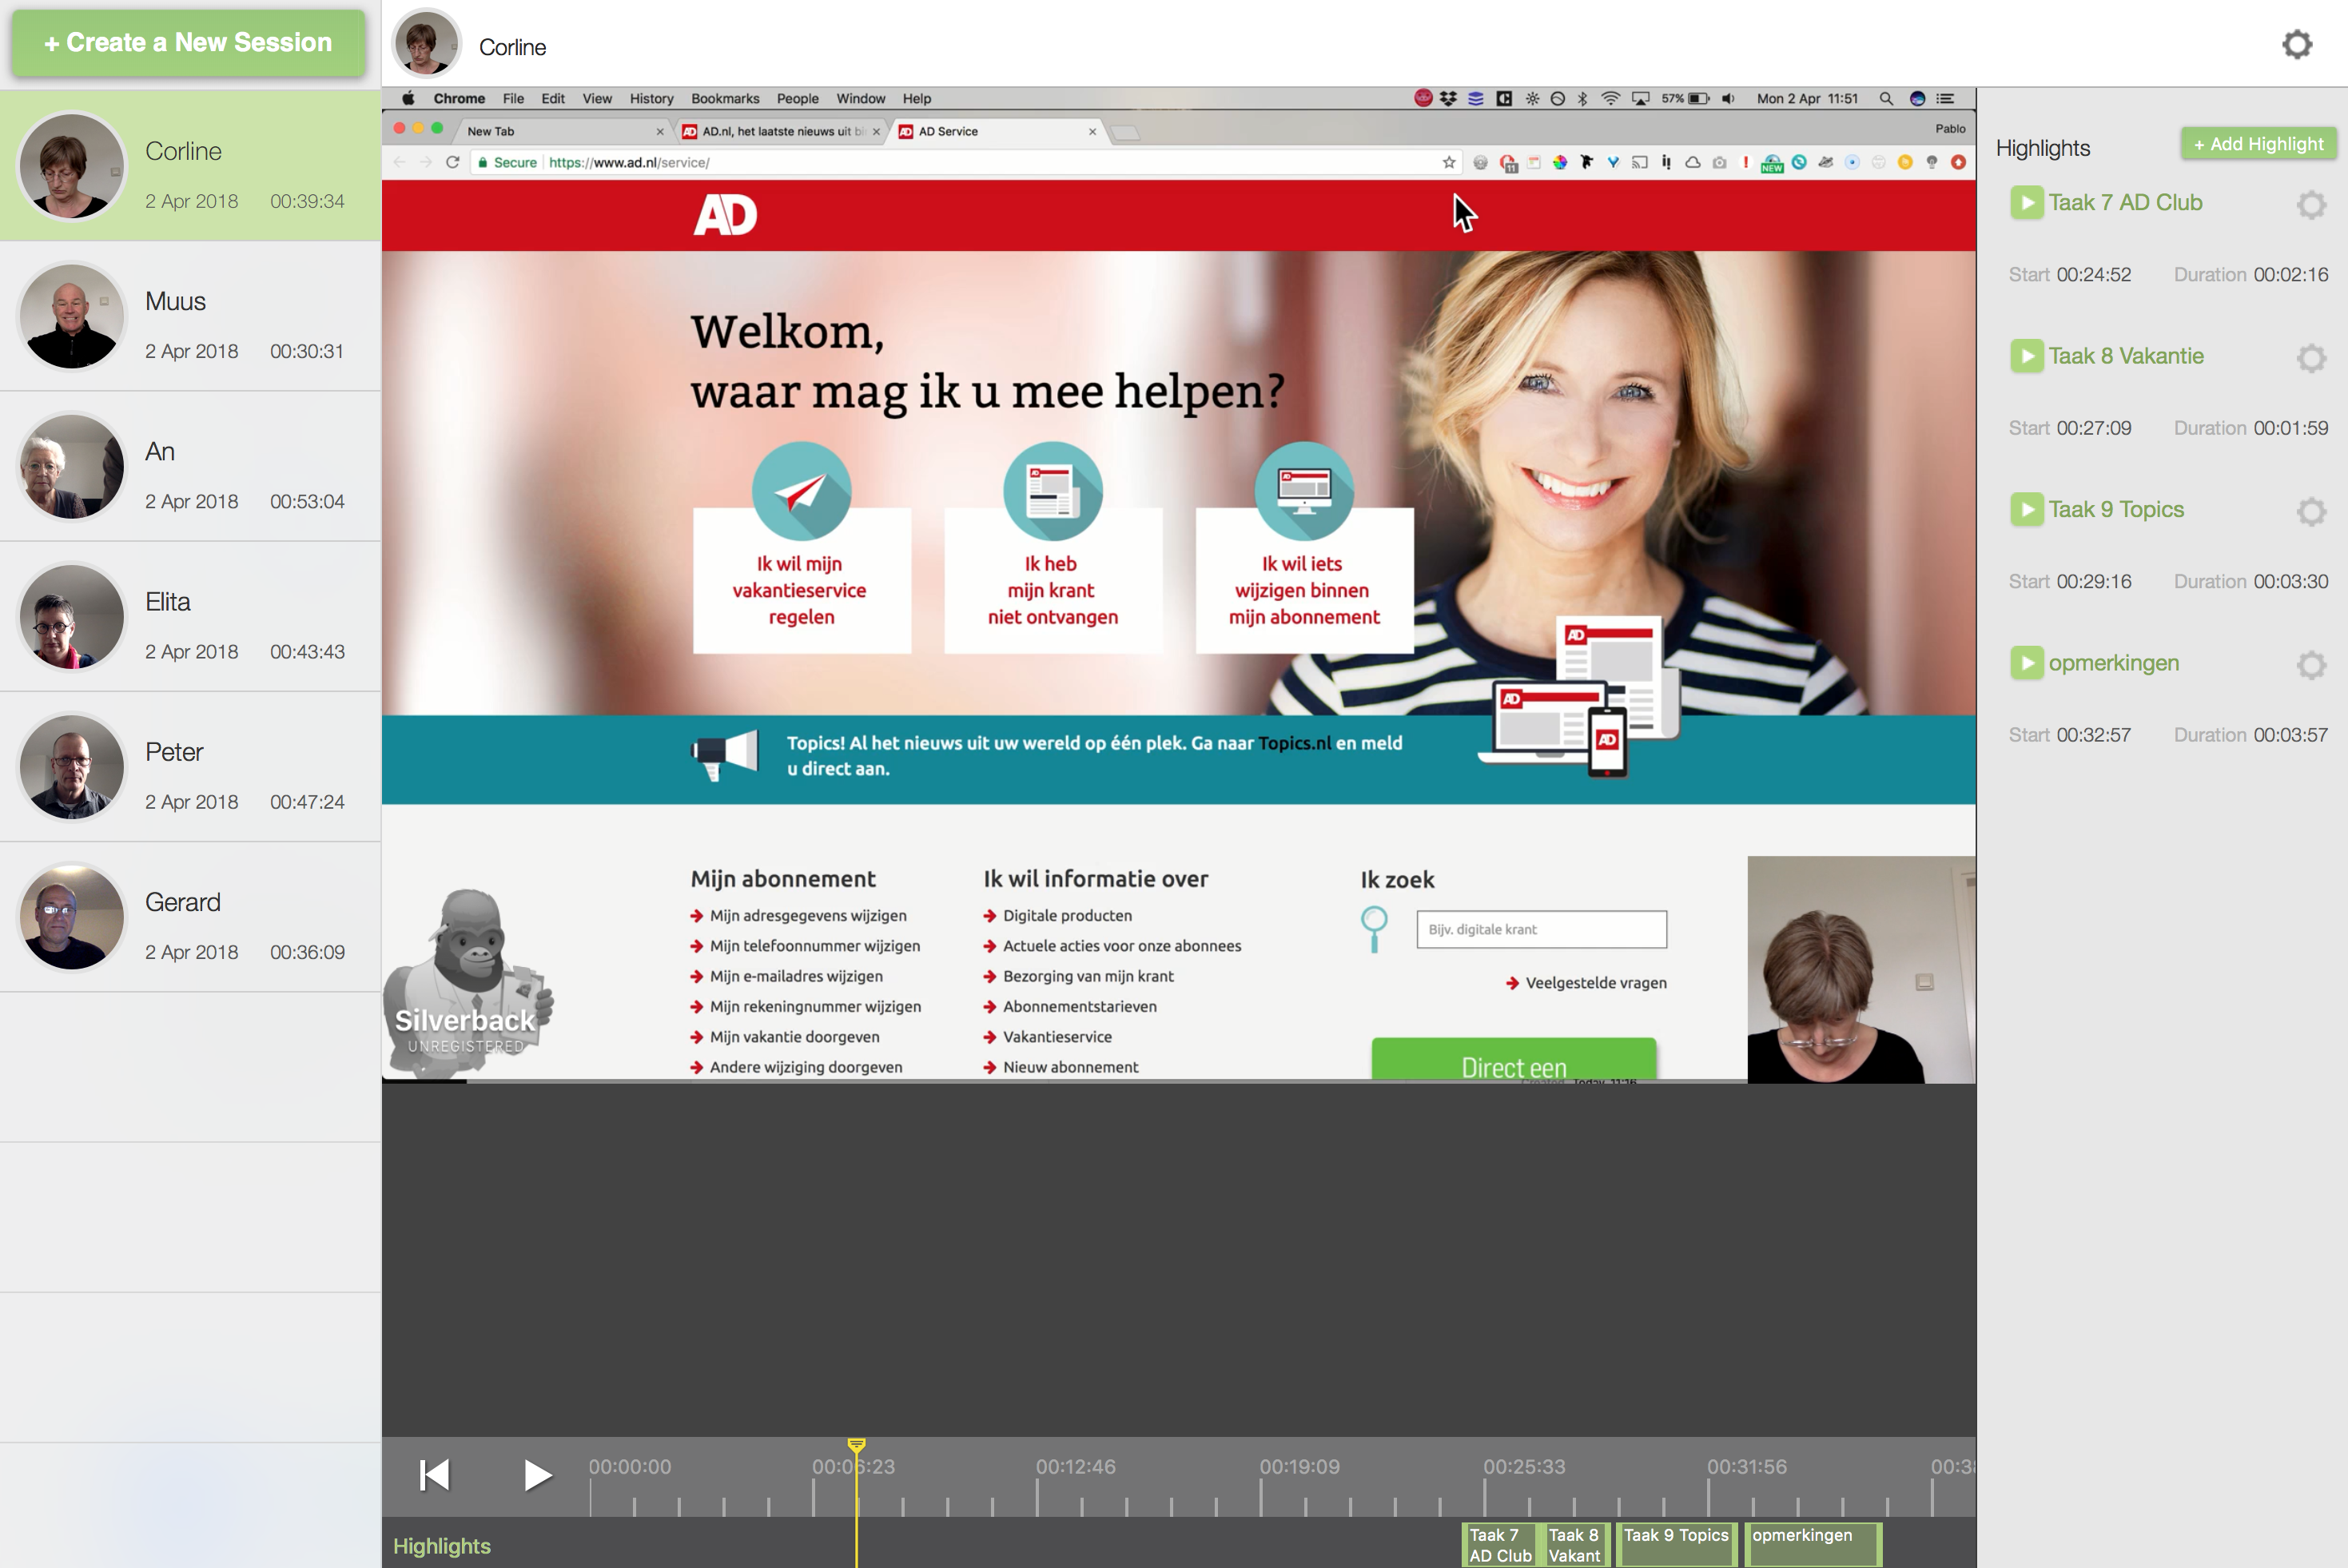 + Create a New Session
Corline
2 Apr 2018 00:39:34
Muus
2 Apr 2018 00:30:31
An
2 Apr 2018 00:53:04
Elita
2 Apr 2018 00:43:43
Peter
2 Apr 2018 00:47:24
Gerard
2 Apr 2018 00:36:09
Corline
Chrome File Edit View History Bookmarks People Window Help 57% Mon 2 Apr 11:51
New Tab AD AD.nl, het laatste nieuws uit AD AD Service Pablo
Secure https://www.ad.nl/service/ 11 NEW
AD
Welkom,
waar mag ik u mee helpen?
Ik wil mijn
vakantieservice
regelen
Ik heb
mijn krant
niet ontvangen
Ik wil iets
wijzigen binnen
mijn abonnement
AD
AD
AD
Topics! Al het nieuws uit uw wereld op één plek. Ga naar Topics.nl en meld
u direct aan.
Mijn abonnement
Mijn adresgegevens wijzigen
Mijn telefoonnummer wijzigen
Mijn e-mailadres wijzigen
Mijn rekeningnummer wijzigen
Mijn vakantie doorgeven
Andere wijziging doorgeven
Ik wil informatie over
Digitale producten
Actuele acties voor onze abonnees
Bezorging van mijn krant
Abonnementstarieven
Vakantieservice
Nieuw abonnement
Ik zoek
Bijv. digitale krant
Veelgestelde vragen
Direct een
Silverback
UNREGISTERED
Highlights
+ Add Highlight
Taak 7 AD Club
Start 00:24:52 Duration 00:02:16
Taak 8 Vakantie
Start 00:27:09 Duration 00:01:59
Taak 9 Topics
Start 00:29:16 Duration 00:03:30
opmerkingen
Start 00:32:57 Duration 00:03:57
00:00:00 00:06:23 00:12:46 00:19:09 00:25:33 00:31:56
Highlights
Taak 7
AD Club
Taak 8
Vakant
Taak 9 Topics
opmerkingen